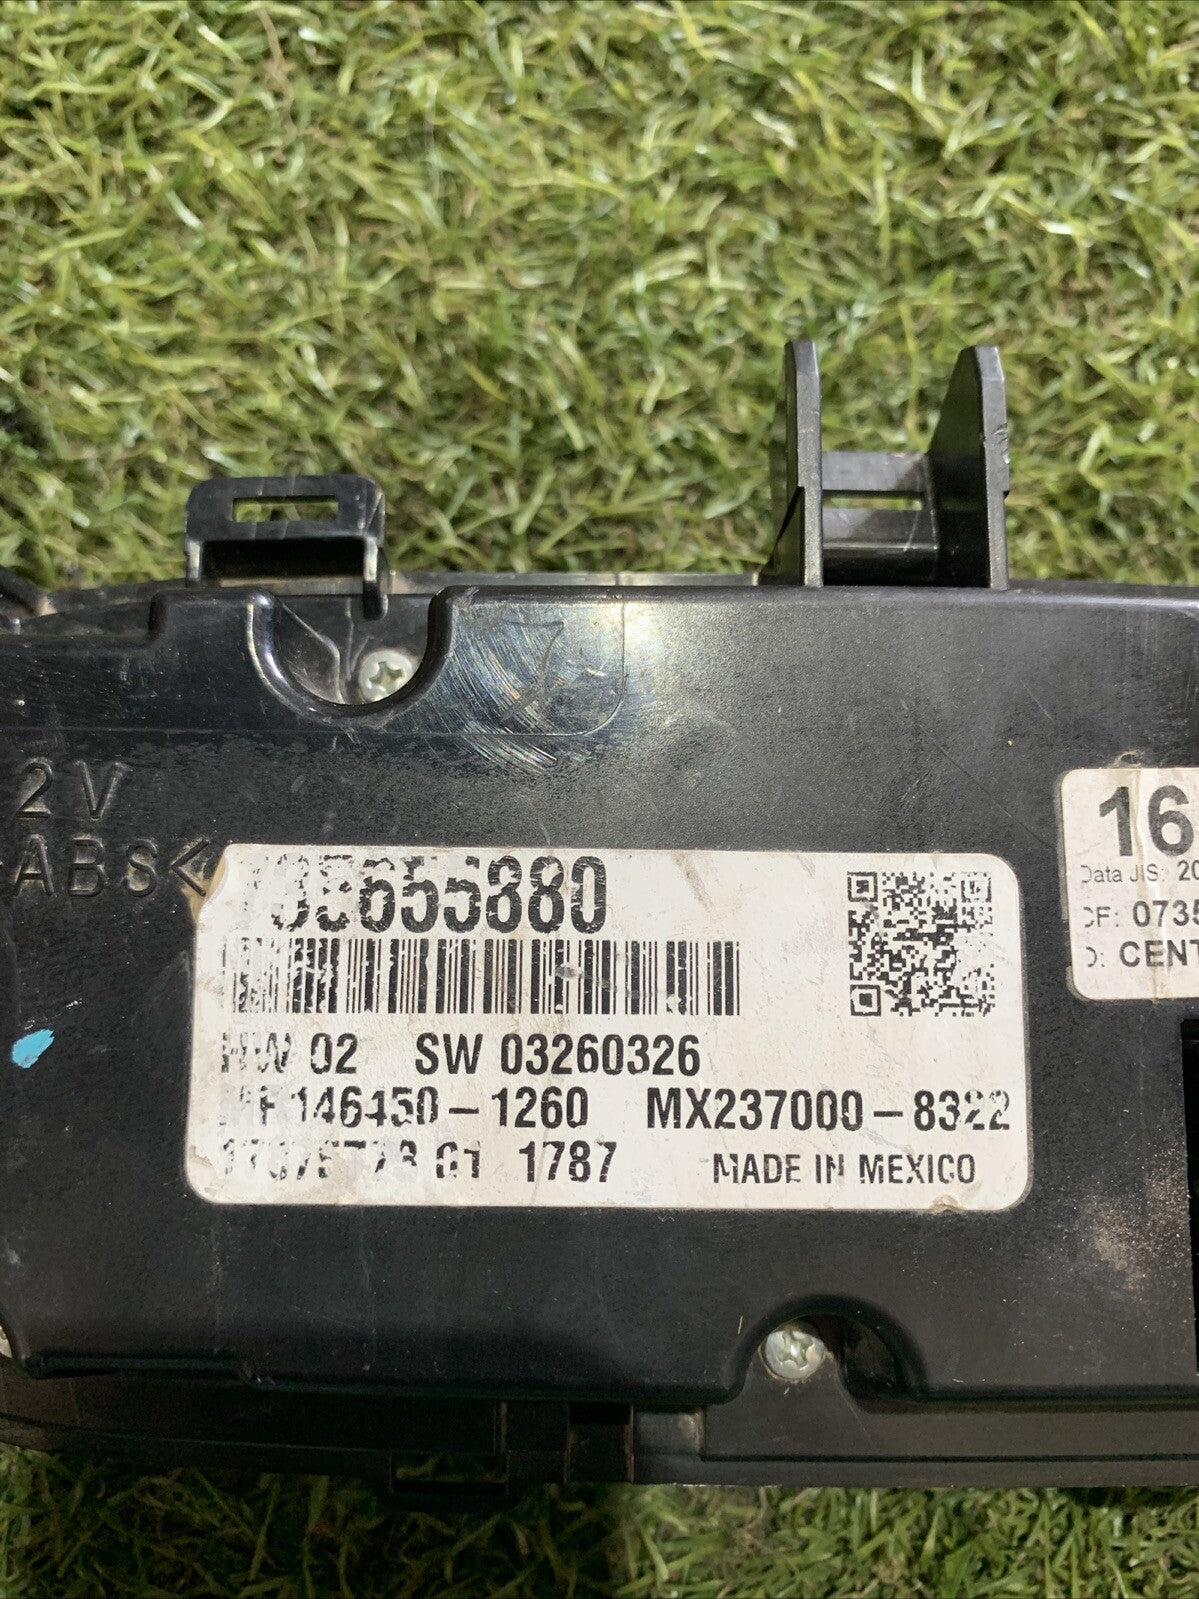 2V
ABS<
HW 02 SW 03260326
146450-1260 MX237000-8322
01 1787 MADE IN MEXICO
16
Data JIS: 20
CF: 0735
D: CENT